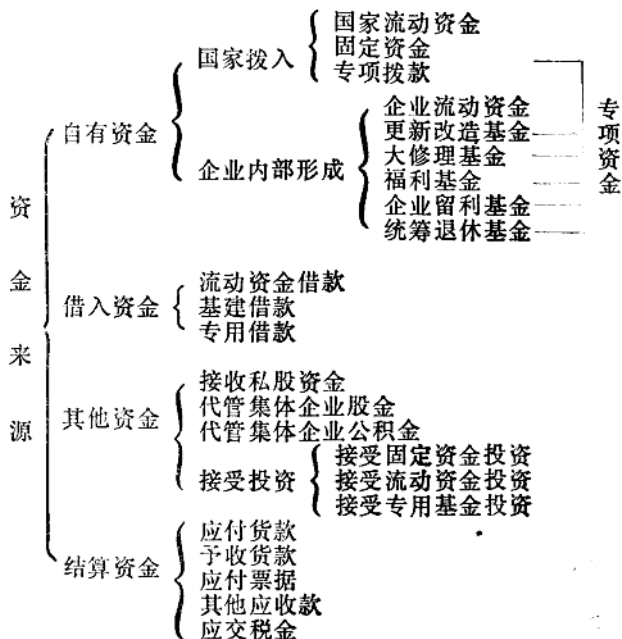 国家流动资金
固定资金
专项拨款
国家拨入
企业流动资金
更新改造基金
大修理基金
福利基金
企业留利基金
统筹退休基金
企业内部形成
自有资金
专项资金
流动资金借款
基建借款
专用借款
借入资金
资金来源
接收私股资金
代管集体企业股金
代管集体企业公积金
其他资金
接受投资
接受固定资金投资
接受流动资金投资
接受专用基金投资
应付货款
予收货款
应付票据
其他应收款
应交税金
结算资金